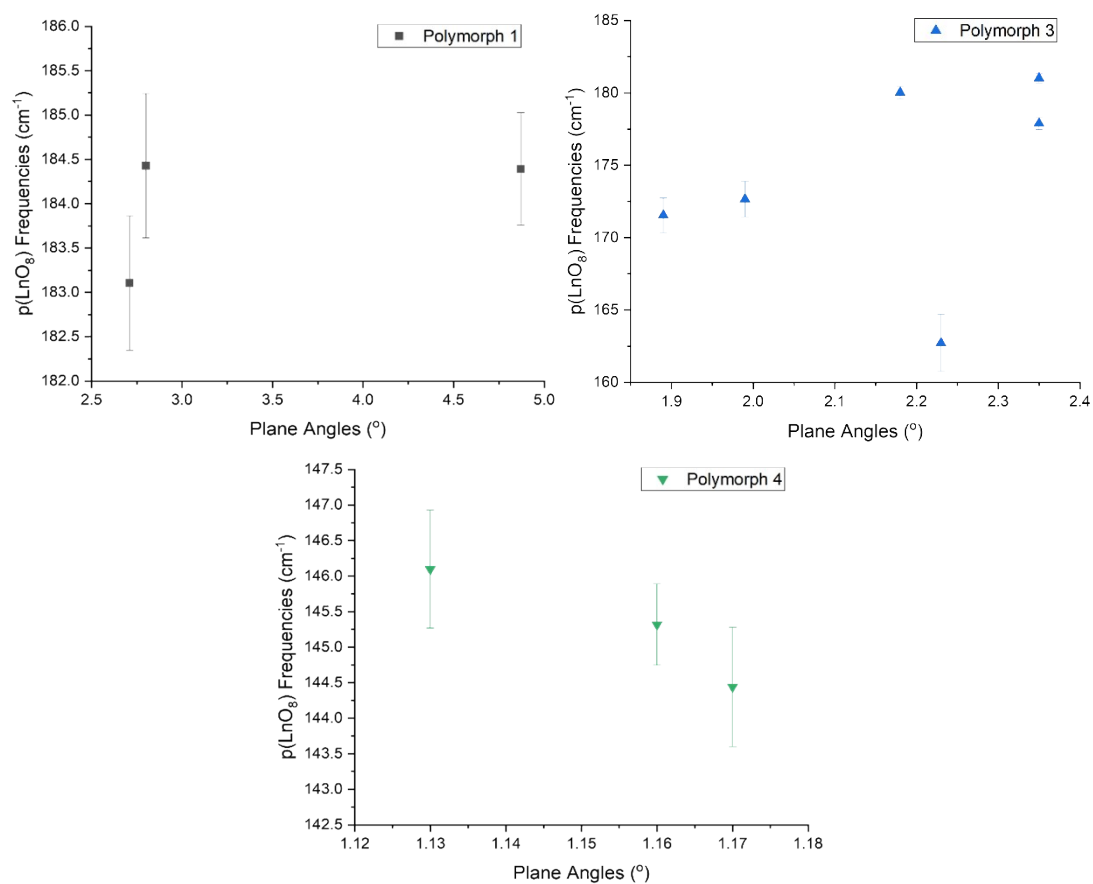 Polymorph 1
p(LnO8) Frequencies (cm-1)
186.0
185.5
185.0
184.5
184.0
183.5
183.0
182.5
182.0
2.5 3.0 3.5 4.0 4.5 5.0
Plane Angles (o)
Polymorph 3
p(LnO8) Frequencies (cm-1)
185
180
175
170
165
160
1.9 2.0 2.1 2.2 2.3 2.4
Plane Angles (o)
Polymorph 4
p(LnO8) Frequencies (cm-1)
147.5
147.0
146.5
146.0
145.5
145.0
144.5
144.0
143.5
143.0
142.5
1.12 1.13 1.14 1.15 1.16 1.17 1.18
Plane Angles (o)